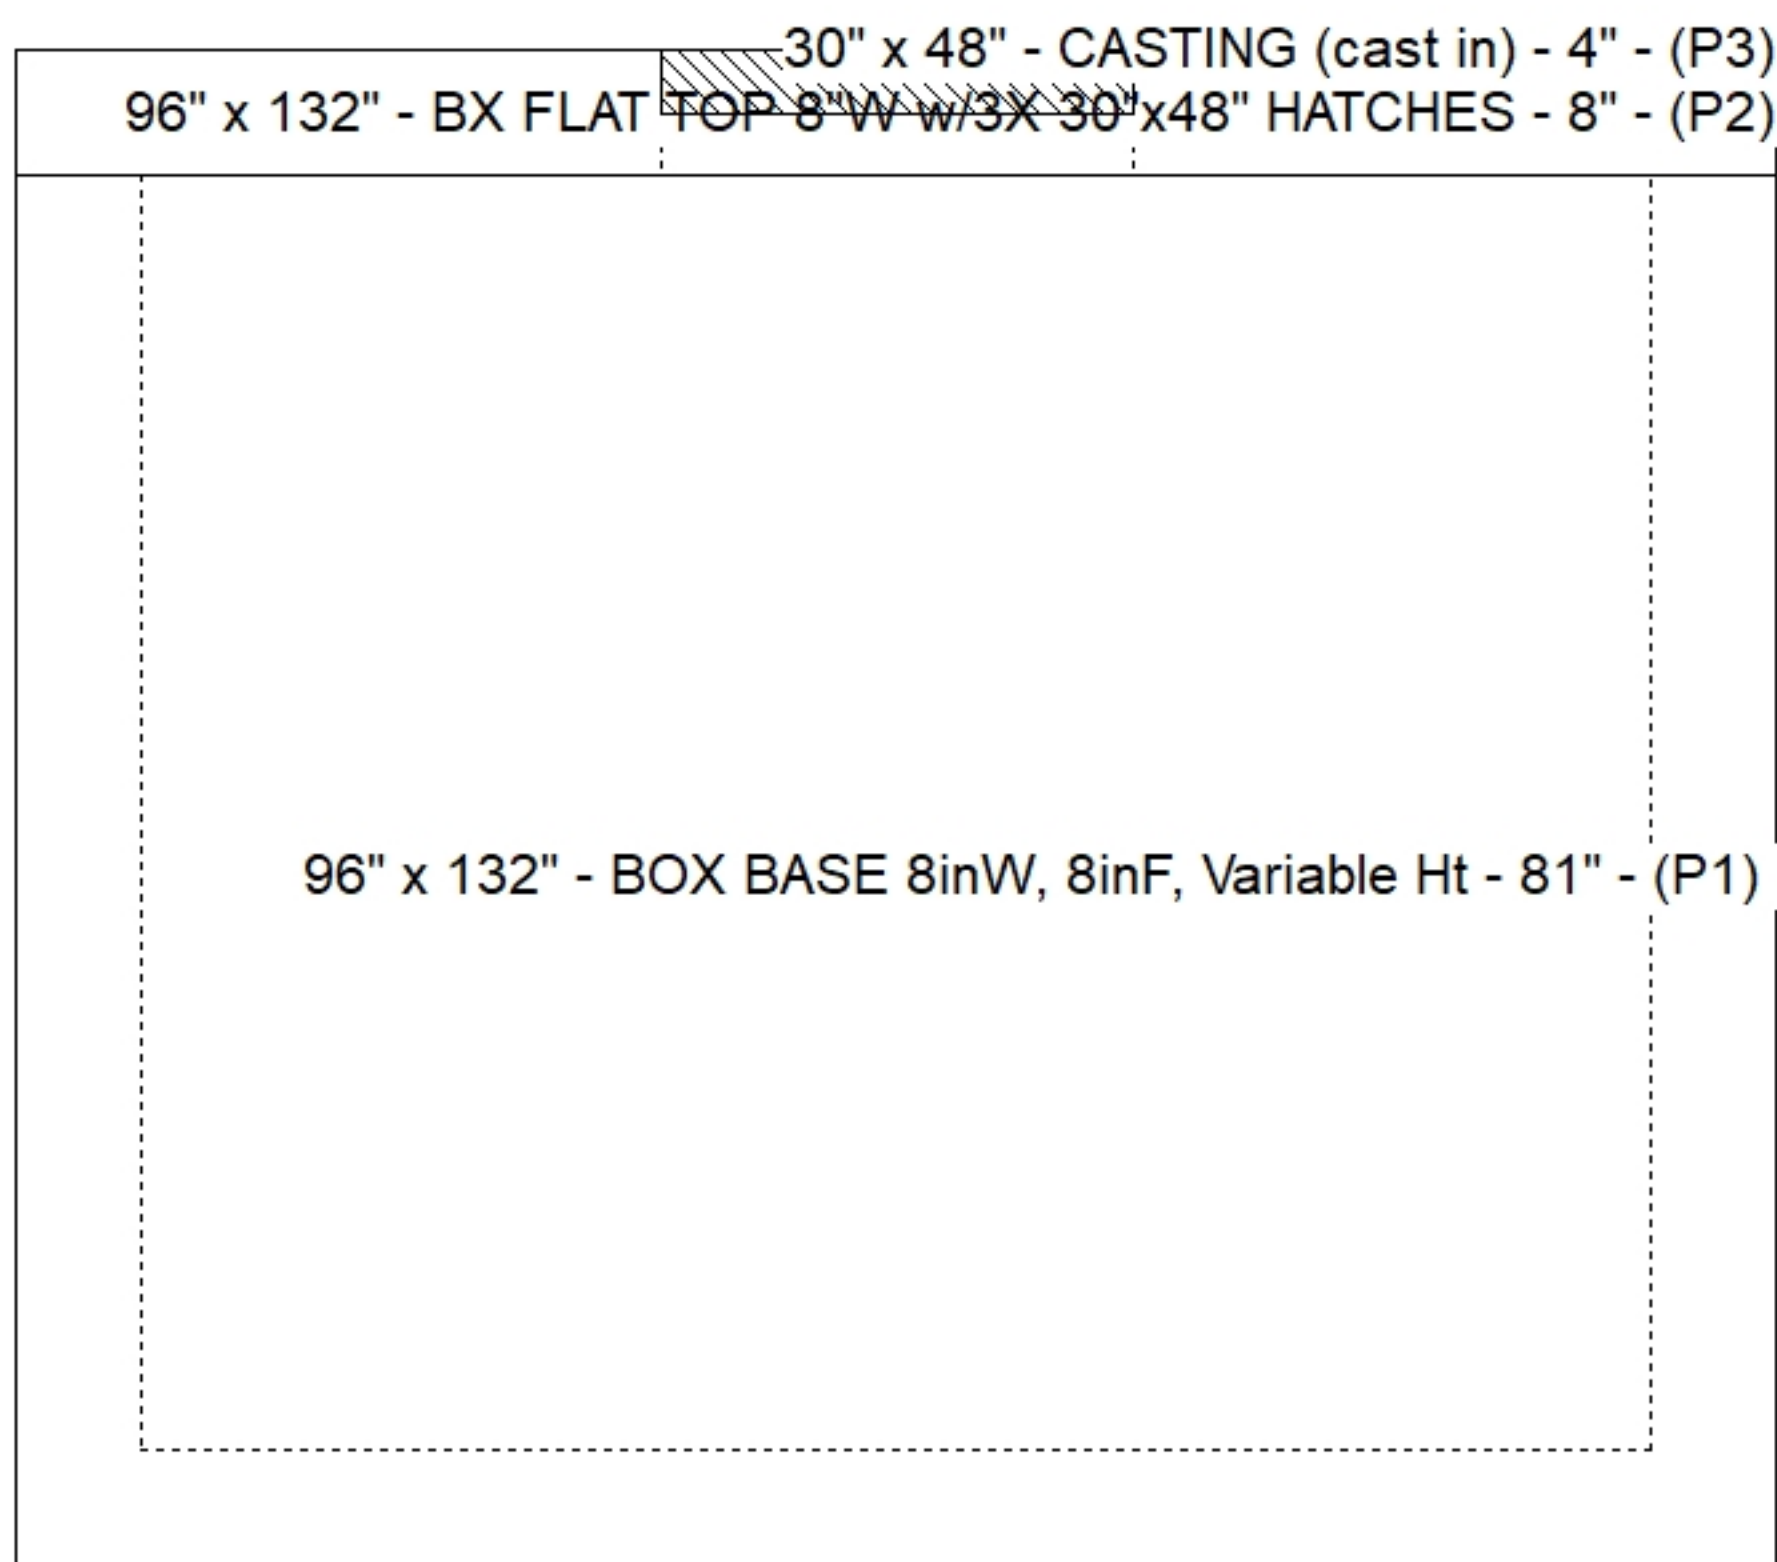 30" x 48" - CASTING (cast in) - 4" - (P3)
96" x 132" - BX FLAT TOP 8"W w/3X 30"x48" HATCHES - 8" - (P2)
96" x 132" - BOX BASE 8inW, 8inF, Variable Ht - 81" - (P1)